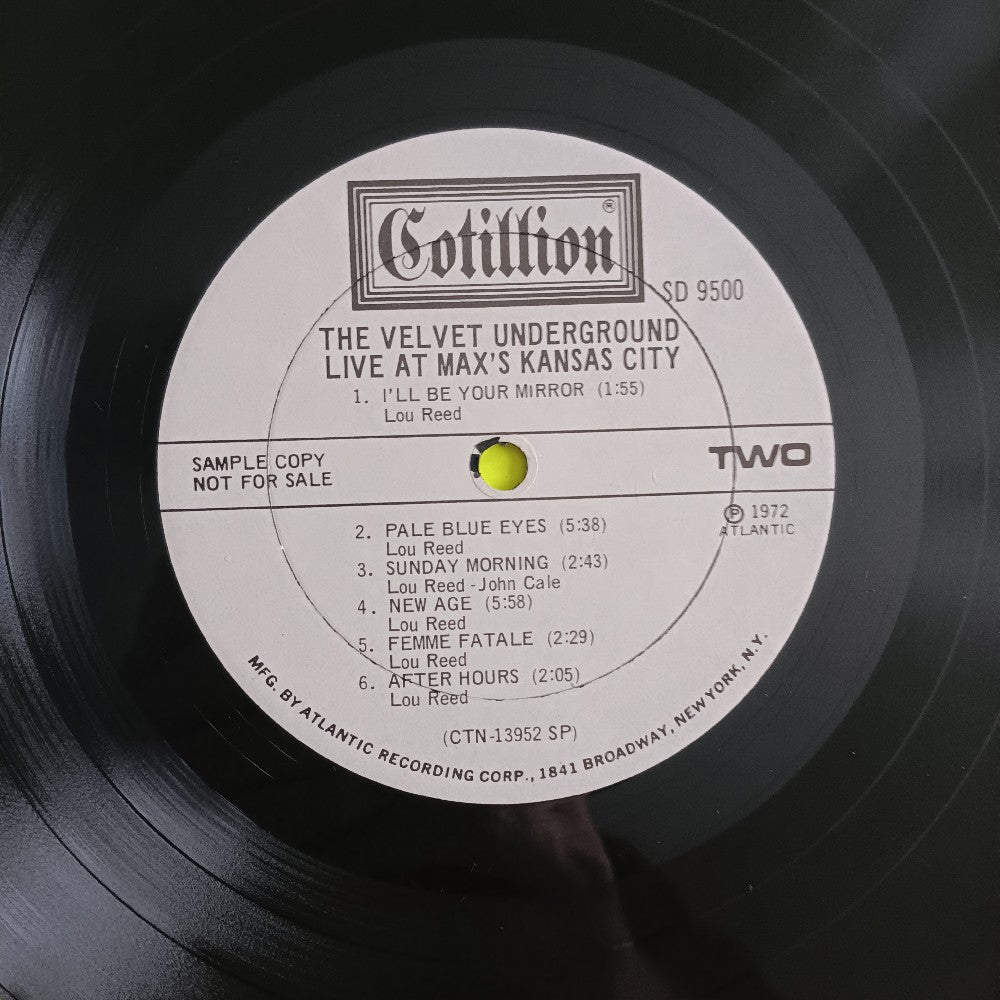 Cotillion®
SD 9500
THE VELVET UNDERGROUND
LIVE AT MAX'S KANSAS CITY
1. I'LL BE YOUR MIRROR (1:55)
Lou Reed
SAMPLE COPY
NOT FOR SALE
TWO
Ⓟ 1972
ATLANTIC
2. PALE BLUE EYES (5:38)
Lou Reed
3. SUNDAY MORNING (2:43)
Lou Reed - John Cale
4. NEW AGE (5:58)
Lou Reed
5. FEMME FATALE (2:29)
Lou Reed
6. AFTER HOURS (2:05)
Lou Reed
(CTN-13952 SP)
MFG. BY ATLANTIC RECORDING CORP., 1841 BROADWAY, NEW YORK, N.Y.